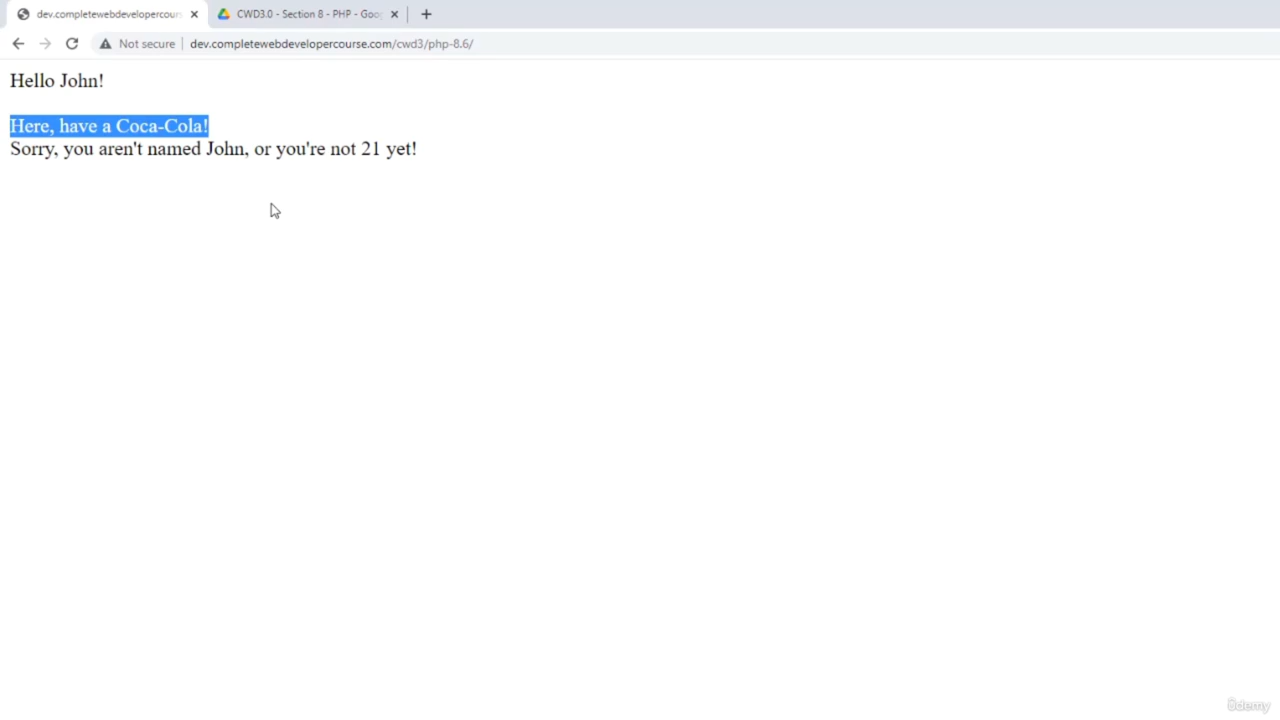 dev.completewebdevelopercour
CWD3.0 - Section 8 - PHP - Goo
Not secure
dev.completewebdevelopercourse.com/cwd3/php-8.6/
Hello John!
Here, have a Coca-Cola!
Sorry, you aren't named John, or you're not 21 yet!
ûdemy